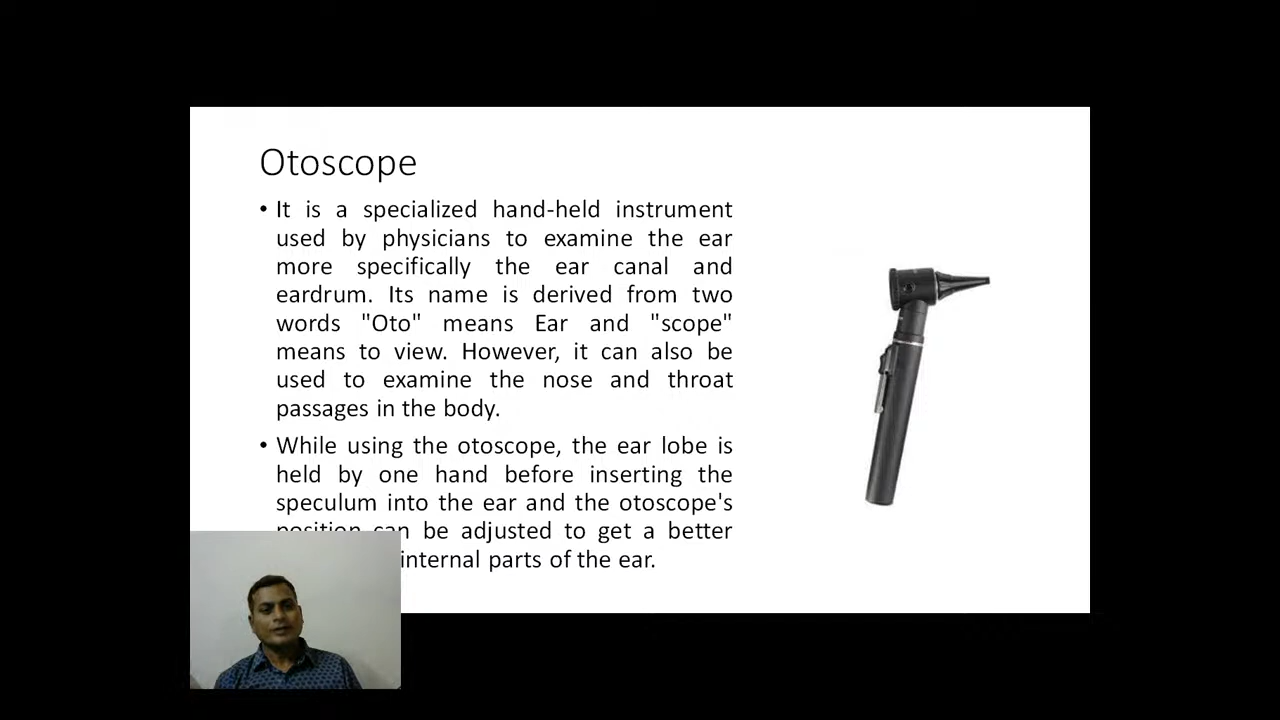 Otoscope
• It is a specialized hand-held instrument
used by physicians to examine the ear
more specifically the ear canal and
eardrum. Its name is derived from two
words "Oto" means Ear and "scope"
means to view. However, it can also be
used to examine the nose and throat
passages in the body.
• While using the otoscope, the ear lobe is
held by one hand before inserting the
speculum into the ear and the otoscope's
position can be adjusted to get a better
internal parts of the ear.